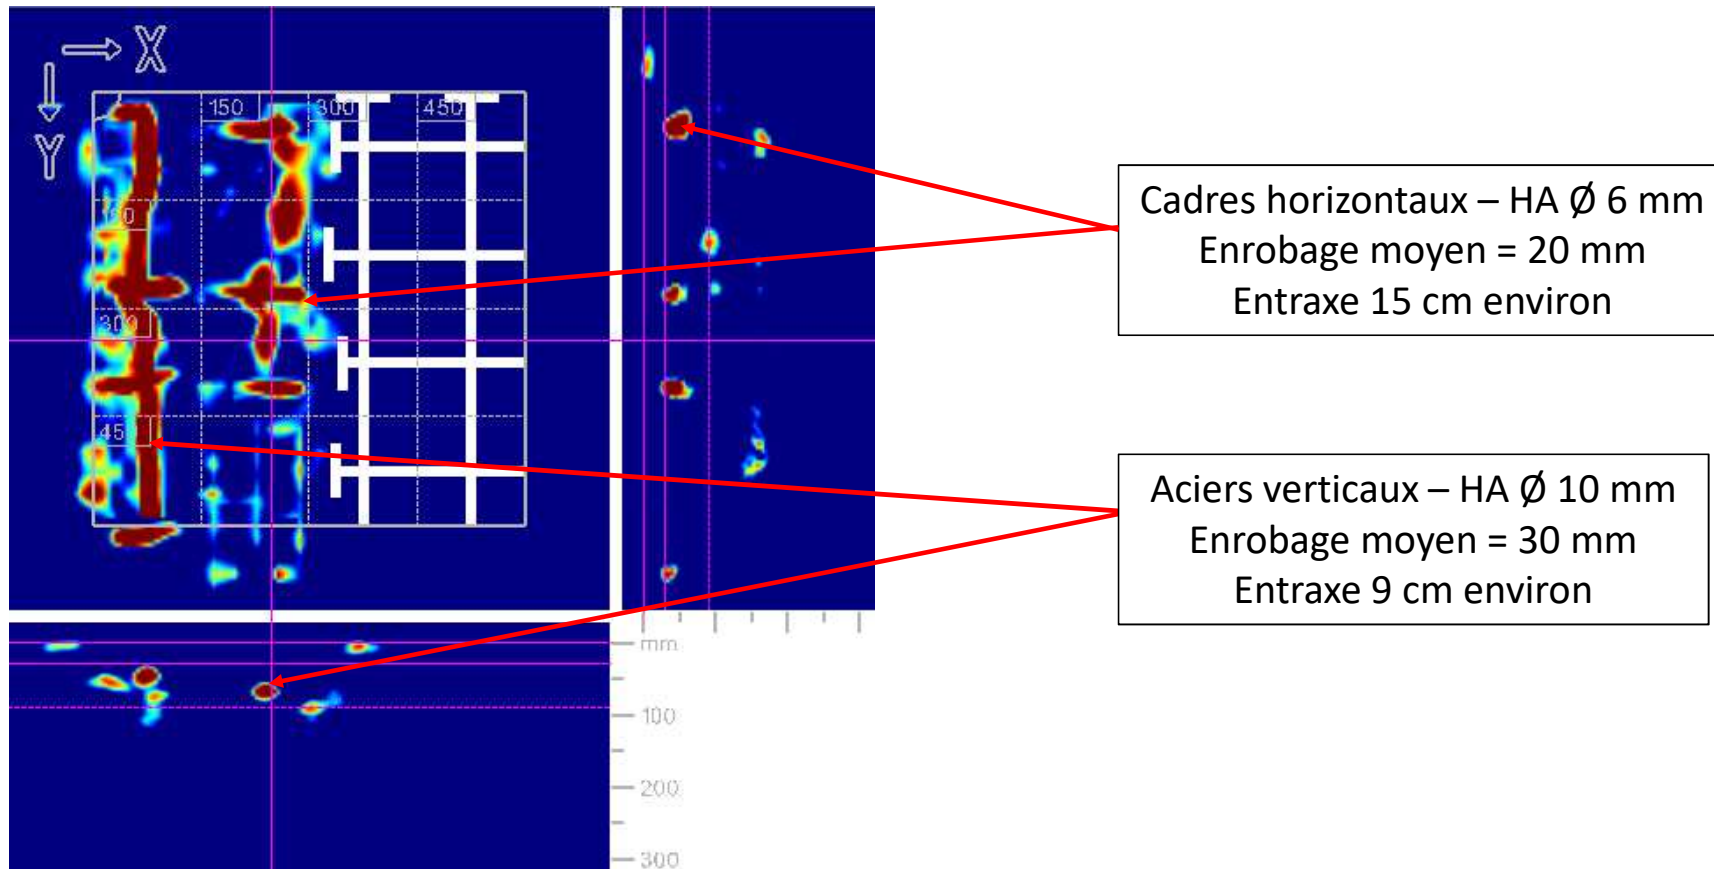 X
Y
150
300
450
150
300
450
mm
100
200
300
Cadres horizontaux – HA Ø 6 mm
Enrobage moyen = 20 mm
Entraxe 15 cm environ
Aciers verticaux – HA Ø 10 mm
Enrobage moyen = 30 mm
Entraxe 9 cm environ